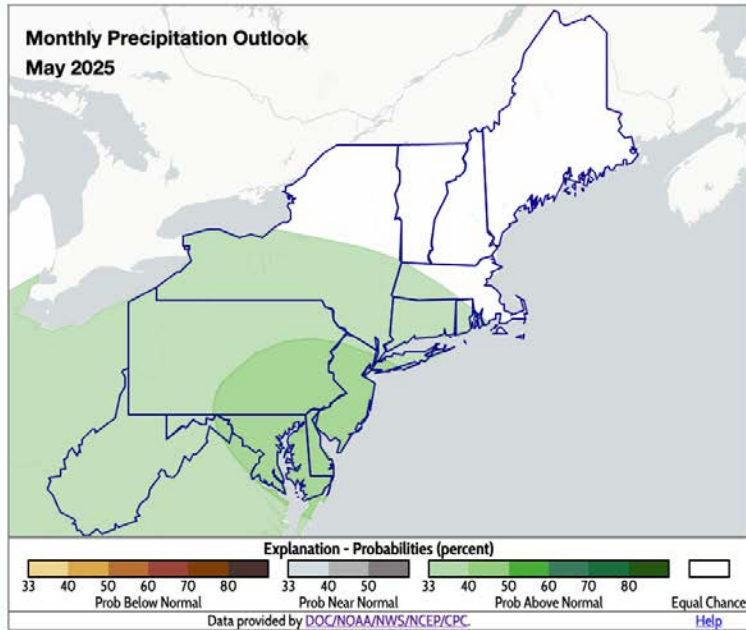 Monthly Precipitation Outlook
May 2025
Explanation - Probabilities (percent)
33 40 50 60 70 80 33 40 50 33 40 50 60 70 80
Prob Below Normal Prob Near Normal Prob Above Normal Equal Chance
Data provided by DOC/NOAA/NWS/NCEP/CPC. Help